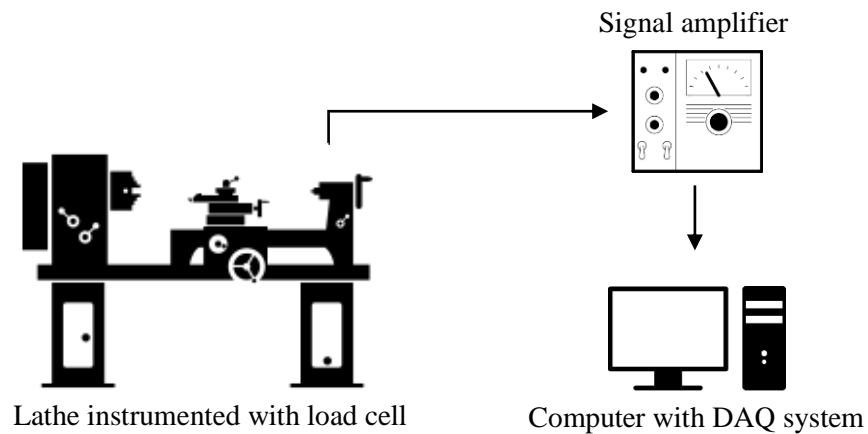 Signal amplifier
Lathe instrumented with load cell
Computer with DAQ system